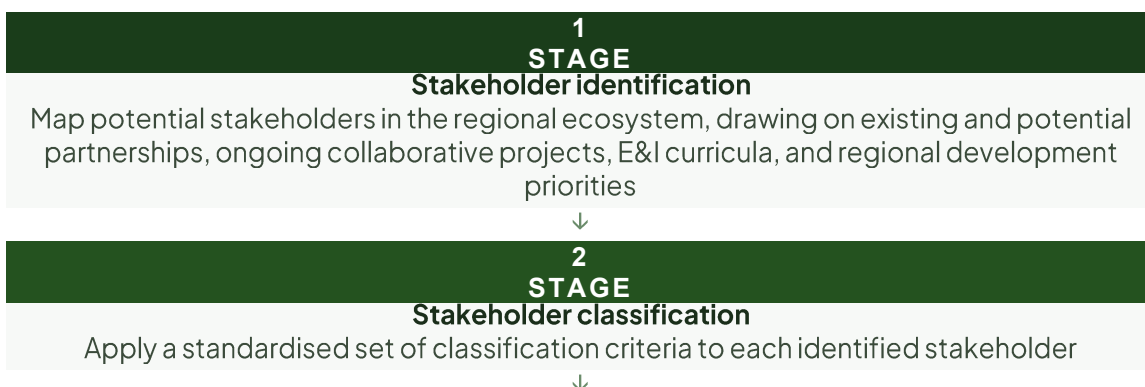 1
STAGE
Stakeholder identification
Map potential stakeholders in the regional ecosystem, drawing on existing and potential
partnerships, ongoing collaborative projects, E&I curricula, and regional development
priorities
↓
2
STAGE
Stakeholder classification
Apply a standardised set of classification criteria to each identified stakeholder
↓